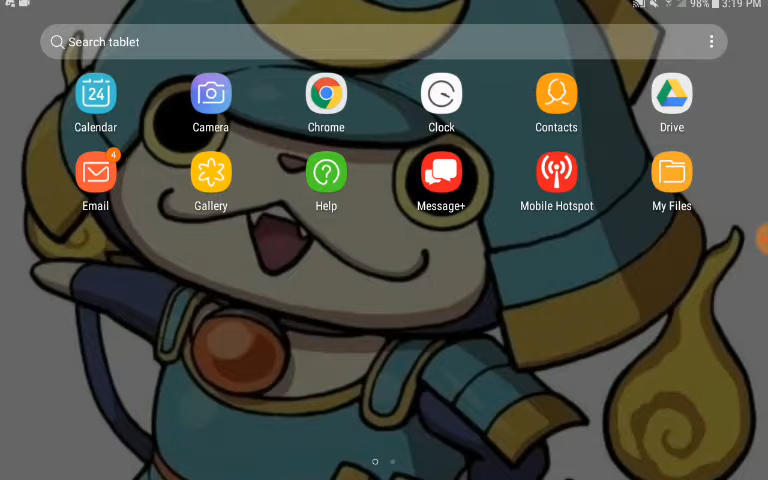 98% 3:19 PM
Search tablet
24
Calendar
Camera
Chrome
Clock
Contacts
Drive
4
Email
Gallery
Help
Message+
Mobile Hotspot
My Files